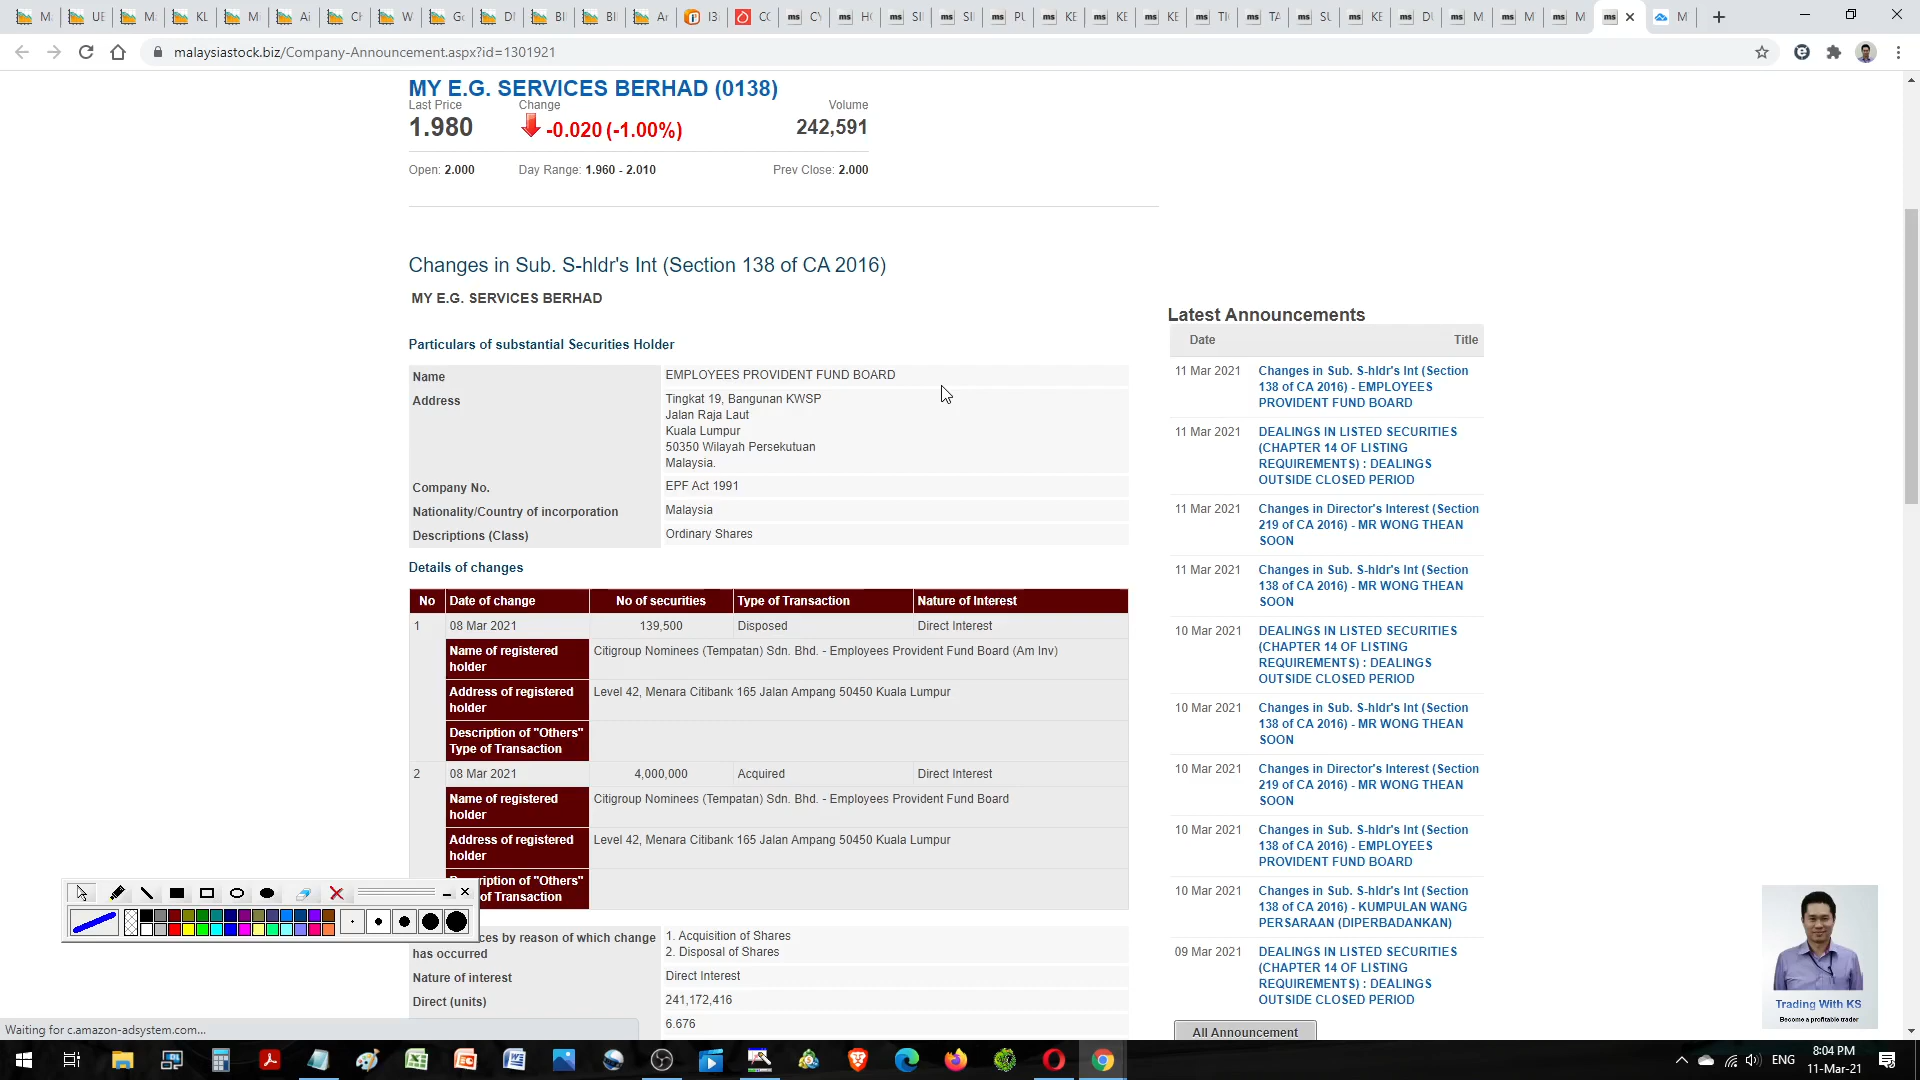 malaysiastock.biz/Company-Announcement.aspx?id=1301921
MY E.G. SERVICES BERHAD (0138)
Last Price
Change
Volume
1.980
-0.020 (-1.00%)
242,591
Open: 2.000
Day Range: 1.960 - 2.010
Prev Close: 2.000
Changes in Sub. S-hldr's Int (Section 138 of CA 2016)
MY E.G. SERVICES BERHAD
Particulars of substantial Securities Holder
Name
EMPLOYEES PROVIDENT FUND BOARD
Address
Tingkat 19, Bangunan KWSP
Jalan Raja Laut
Kuala Lumpur
50350 Wilayah Persekutuan
Malaysia.
Company No.
EPF Act 1991
Nationality/Country of incorporation
Malaysia
Descriptions (Class)
Ordinary Shares
Details of changes
No Date of change No of securities Type of Transaction Nature of Interest
1 08 Mar 2021 139,500 Disposed Direct Interest
Name of registered
holder
Citigroup Nominees (Tempatan) Sdn. Bhd. - Employees Provident Fund Board (Am Inv)
Address of registered
holder
Level 42, Menara Citibank 165 Jalan Ampang 50450 Kuala Lumpur
Description of "Others"
Type of Transaction
2 08 Mar 2021 4,000,000 Acquired Direct Interest
Name of registered
holder
Citigroup Nominees (Tempatan) Sdn. Bhd. - Employees Provident Fund Board
Address of registered
holder
Level 42, Menara Citibank 165 Jalan Ampang 50450 Kuala Lumpur
"Others"
of Transaction
by reason of which change
has occurred
1. Acquisition of Shares
2. Disposal of Shares
Nature of interest
Direct Interest
Direct (units)
241,172,416
6.676
Latest Announcements
Date Title
11 Mar 2021 Changes in Sub. S-hldr's Int (Section
138 of CA 2016) - EMPLOYEES
PROVIDENT FUND BOARD
11 Mar 2021 DEALINGS IN LISTED SECURITIES
(CHAPTER 14 OF LISTING
REQUIREMENTS) : DEALINGS
OUTSIDE CLOSED PERIOD
11 Mar 2021 Changes in Director's Interest (Section
219 of CA 2016) - MR WONG THEAN
SOON
11 Mar 2021 Changes in Sub. S-hldr's Int (Section
138 of CA 2016) - MR WONG THEAN
SOON
10 Mar 2021 DEALINGS IN LISTED SECURITIES
(CHAPTER 14 OF LISTING
REQUIREMENTS) : DEALINGS
OUTSIDE CLOSED PERIOD
10 Mar 2021 Changes in Sub. S-hldr's Int (Section
138 of CA 2016) - MR WONG THEAN
SOON
10 Mar 2021 Changes in Director's Interest (Section
219 of CA 2016) - MR WONG THEAN
SOON
10 Mar 2021 Changes in Sub. S-hldr's Int (Section
138 of CA 2016) - EMPLOYEES
PROVIDENT FUND BOARD
10 Mar 2021 Changes in Sub. S-hldr's Int (Section
138 of CA 2016) - KUMPULAN WANG
PERSARAAN (DIPERBADANKAN)
09 Mar 2021 DEALINGS IN LISTED SECURITIES
(CHAPTER 14 OF LISTING
REQUIREMENTS) : DEALINGS
OUTSIDE CLOSED PERIOD
All Announcement
Trading With KS
Become a profitable trader
Waiting for c.amazon-adsystem.com...
ENG
8:04 PM
11-Mar-21